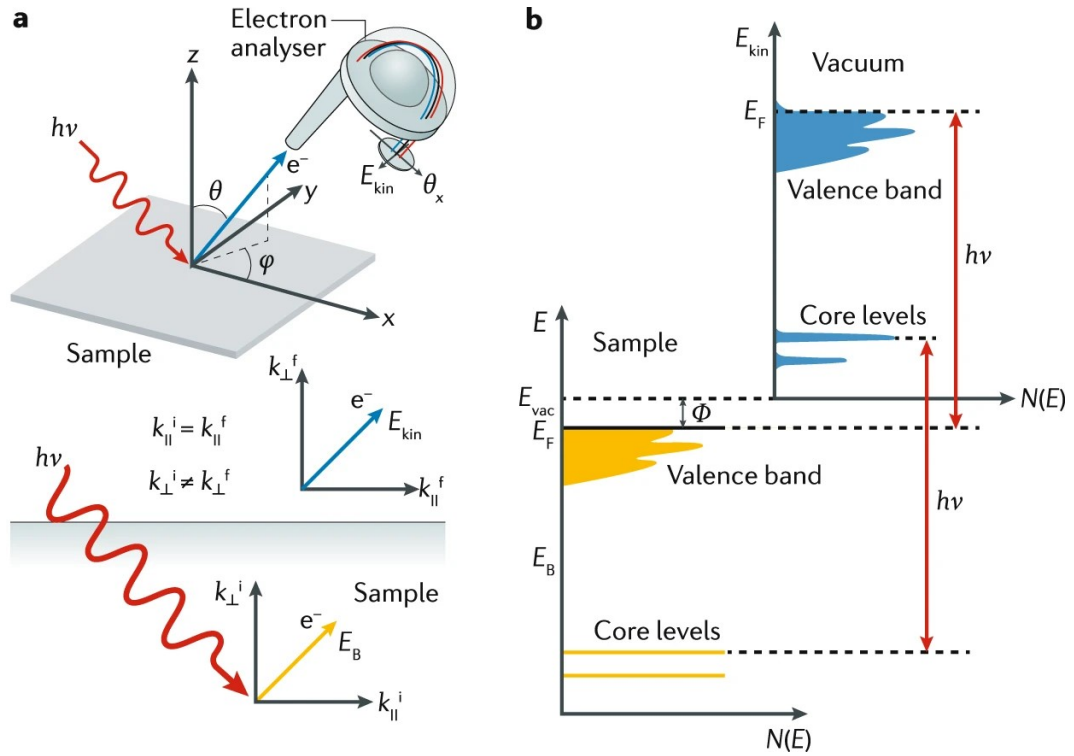 a
Electron
analyser
z
hν
e⁻
E_kin
θ_x
θ
y
φ
x
Sample
k_⊥^f
e⁻
E_kin
k_||^i = k_||^f
k_⊥^i ≠ k_⊥^f
k_||^f
hν
k_⊥^i
Sample
e⁻
E_B
k_||^i
b
E_kin
Vacuum
E_F
Valence band
hν
Core levels
E
Sample
E_vac
Φ
N(E)
E_F
Valence band
hν
E_B
Core levels
N(E)